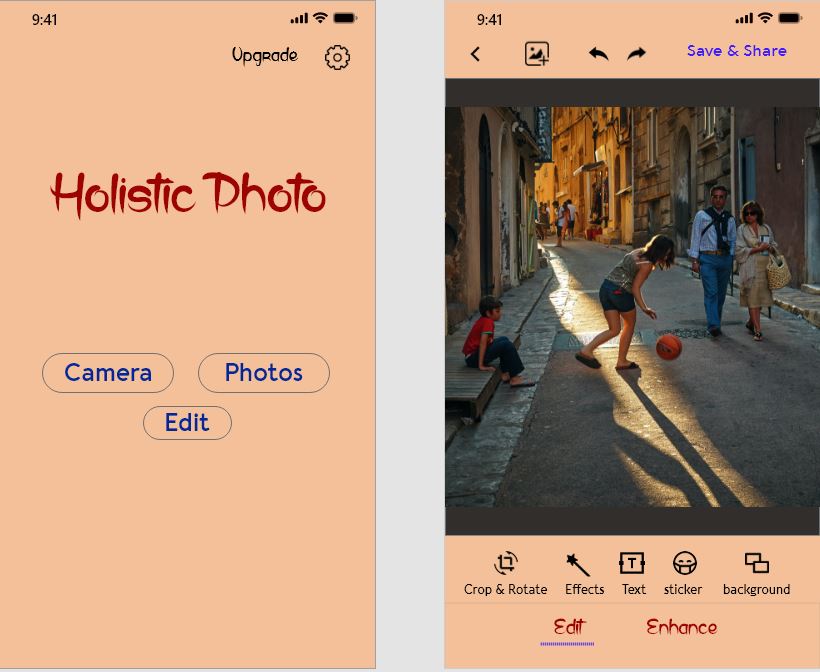 9:41
Upgrade
Holistic Photo
Camera
Photos
Edit
9:41
Save & Share
Crop & Rotate
Effects
T
Text
sticker
background
Edit
Enhance